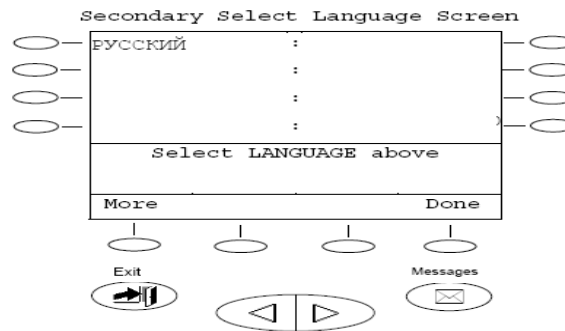 Secondary Select Language Screen
РУССКИЙ :
:
:
:
Select LANGUAGE above
More Done
Exit Messages